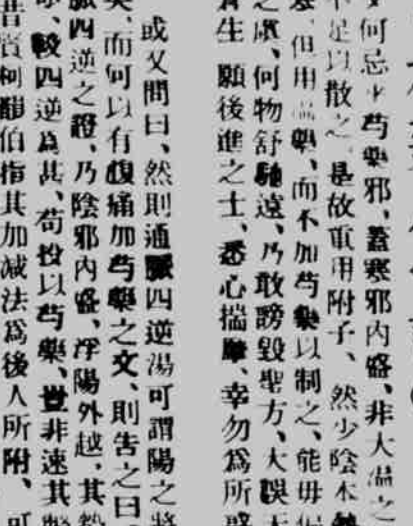 何忌少芍藥邪、蓋寒邪內盛、非大溫之
不足以散之、是故重用附子、然少陰本
但用溫藥、而不加芍藥以制之、能毋
之處、何物舒馳遠、乃敢謗毀聖方、大誤
生願後進之士、悉心揣摩、幸勿爲所
或又問曰、然則通脈四逆湯可謂陽之將
而何以有腹痛加芍藥之文、則告之曰
脈四逆之證、乃陰邪內盛、浮陽外越、其
較四逆爲甚、苟投以芍藥、豈非速其
昔賢柯韻伯指其加減法爲後人所附、可